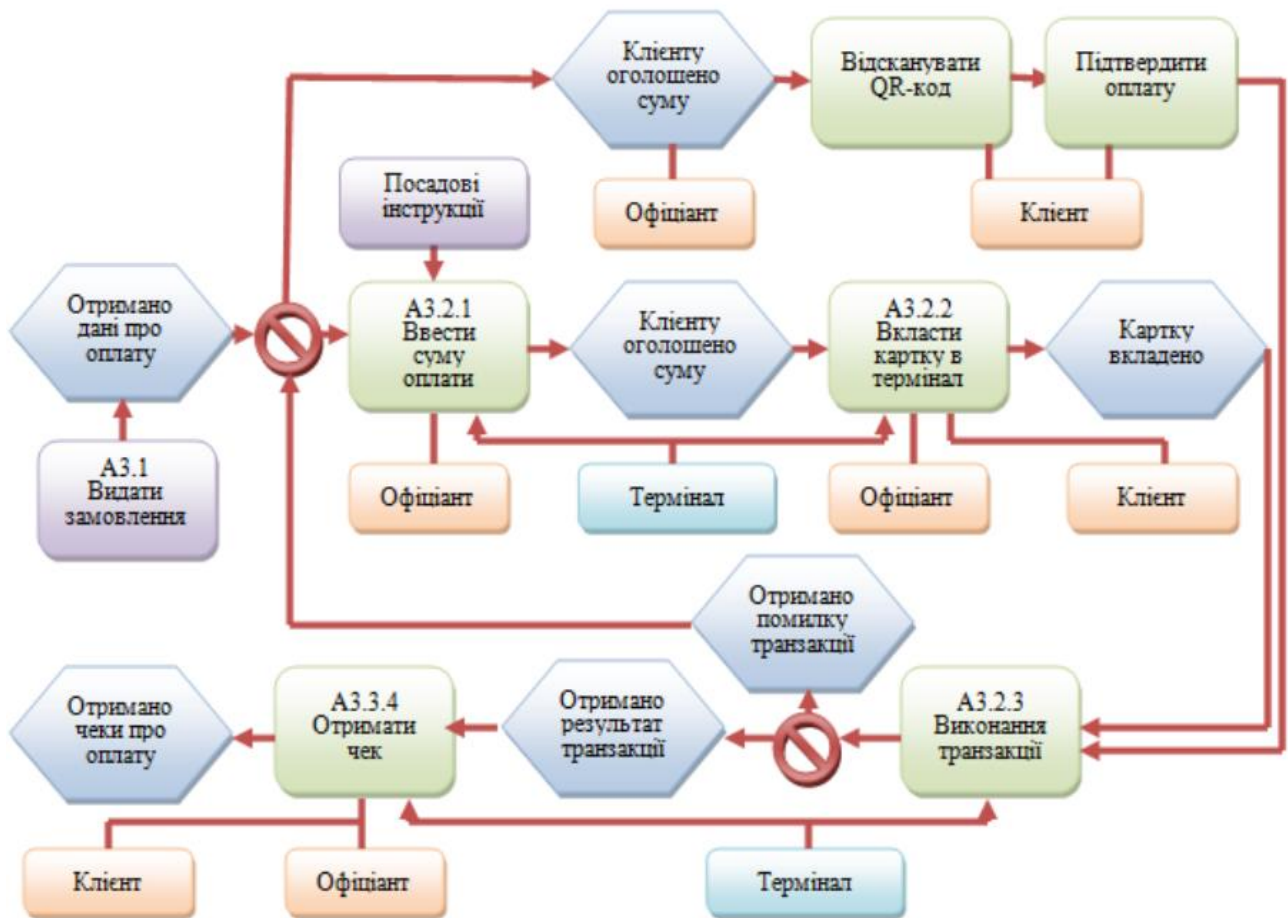 Клієнту
оголошено
суму
Відсканувати
QR-код
Підтвердити
оплату
Посадові
інструкції
Офіціант
Клієнт
Отримано
дані про
оплату
А3.2.1
Ввести
суму
оплати
Клієнту
оголошено
суму
А3.2.2
Вкласти
картку в
термінал
Картку
вкладено
А3.1
Видати
замовлення
Офіціант
Термінал
Офіціант
Клієнт
Отримано
помилку
транзакції
Отримано
чеки про
оплату
А3.3.4
Отримати
чек
Отримано
результат
транзакції
А3.2.3
Виконання
транзакції
Клієнт
Офіціант
Термінал